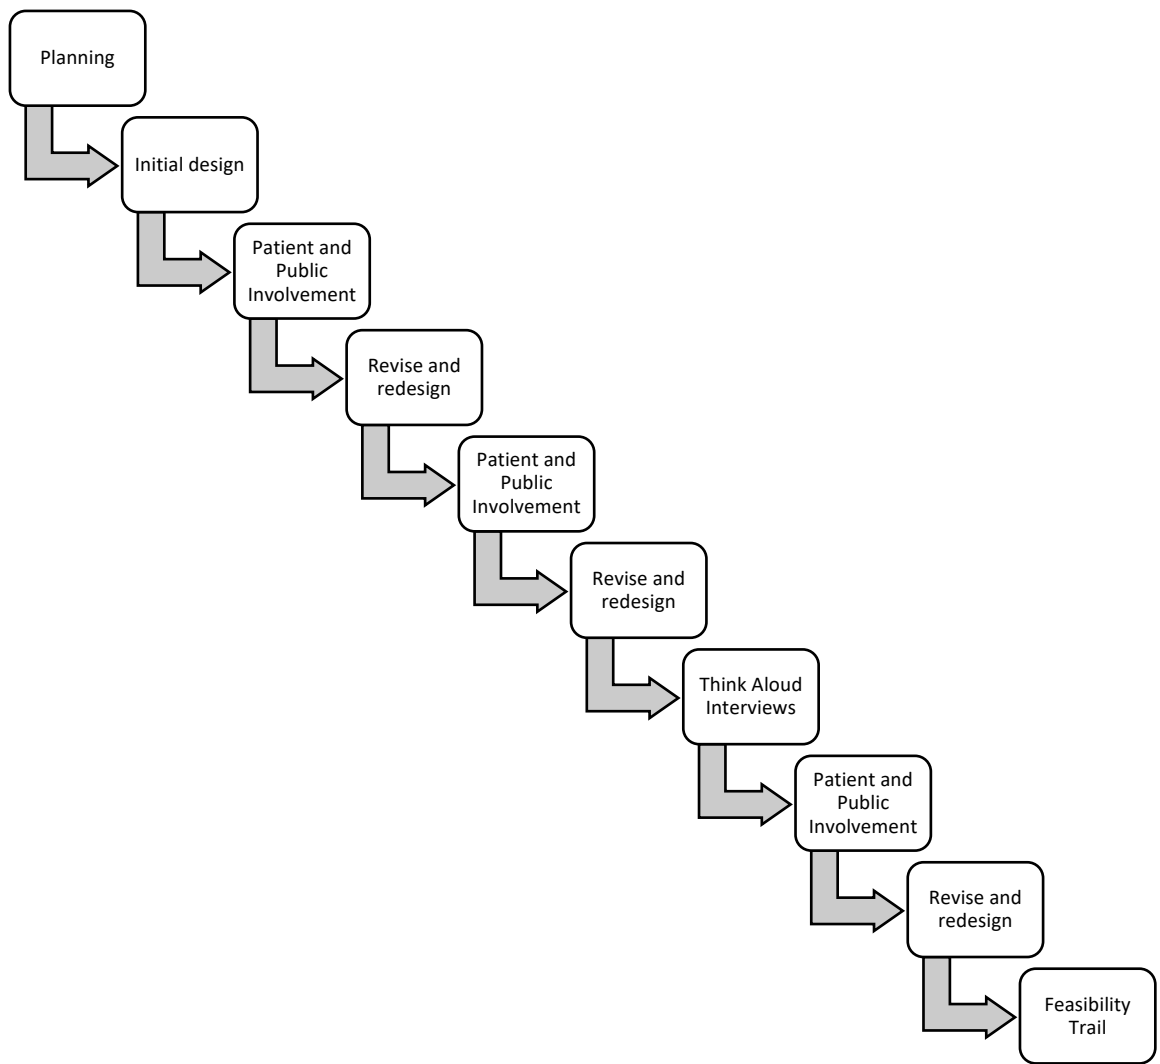 Planning
Initial design
Patient and
Public
Involvement
Revise and
redesign
Patient and
Public
Involvement
Revise and
redesign
Think Aloud
Interviews
Patient and
Public
Involvement
Revise and
redesign
Feasibility
Trail